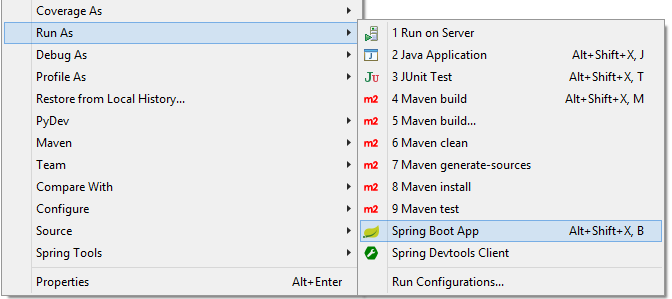 Coverage As
Run As
Debug As
Profile As
Restore from Local History...
PyDev
Maven
Team
Compare With
Configure
Source
Spring Tools
Properties Alt+Enter
1 Run on Server
J 2 Java Application Alt+Shift+X, J
JU 3 JUnit Test Alt+Shift+X, T
m2 4 Maven build Alt+Shift+X, M
m2 5 Maven build...
m2 6 Maven clean
m2 7 Maven generate-sources
m2 8 Maven install
m2 9 Maven test
Spring Boot App Alt+Shift+X, B
Spring Devtools Client
Run Configurations...